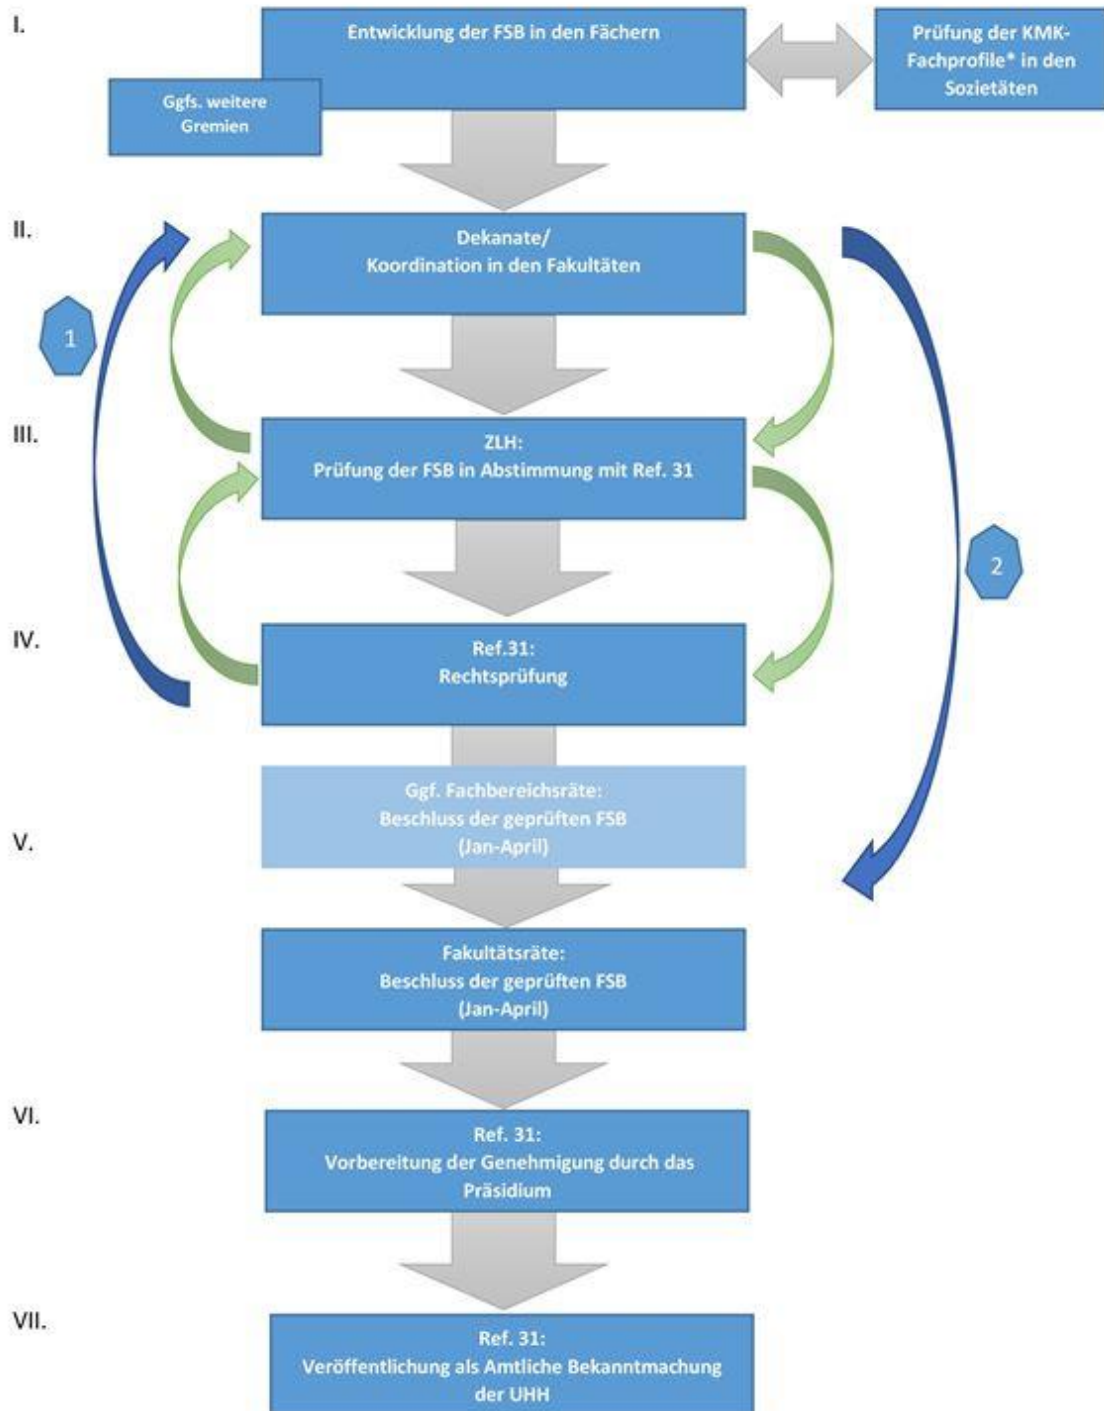 I.
Entwicklung der FSB in den Fächern
Prüfung der KMK-
Fachprofile* in den
Sozietäten
Ggfs. weitere
Gremien
II.
Dekanate/
Koordination in den Fakultäten
1
III.
ZLH:
Prüfung der FSB in Abstimmung mit Ref. 31
2
IV.
Ref.31:
Rechtsprüfung
Ggf. Fachbereichsräte:
Beschluss der geprüften FSB
(Jan-April)
V.
Fakultätsräte:
Beschluss der geprüften FSB
(Jan-April)
VI.
Ref. 31:
Vorbereitung der Genehmigung durch das
Präsidium
VII.
Ref. 31:
Veröffentlichung als Amtliche Bekanntmachung
der UHH